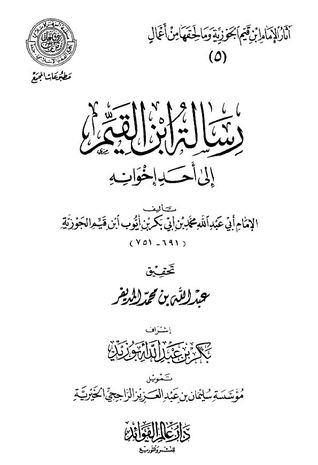 آثار الإمام ابن قيم الجوزية وما لحقها من أعمال
(٥)
مطبوعات المجمع
رسالة ابن القيم
إلى أحد إخوانه
تأليف
الإمام أبي عبد الله محمد بن أبي بكر بن أيوب ابن قيم الجوزية
(٦٩١ - ٧٥١)
تحقيق
عبد الله بن محمد المديفر
إشراف
بكر بن عبد الله أبو زيد
تمويل
مؤسسة سليمان بن عبد العزيز الراجحي الخيرية
دار عالم الفوائد
للنشر والتوزيع